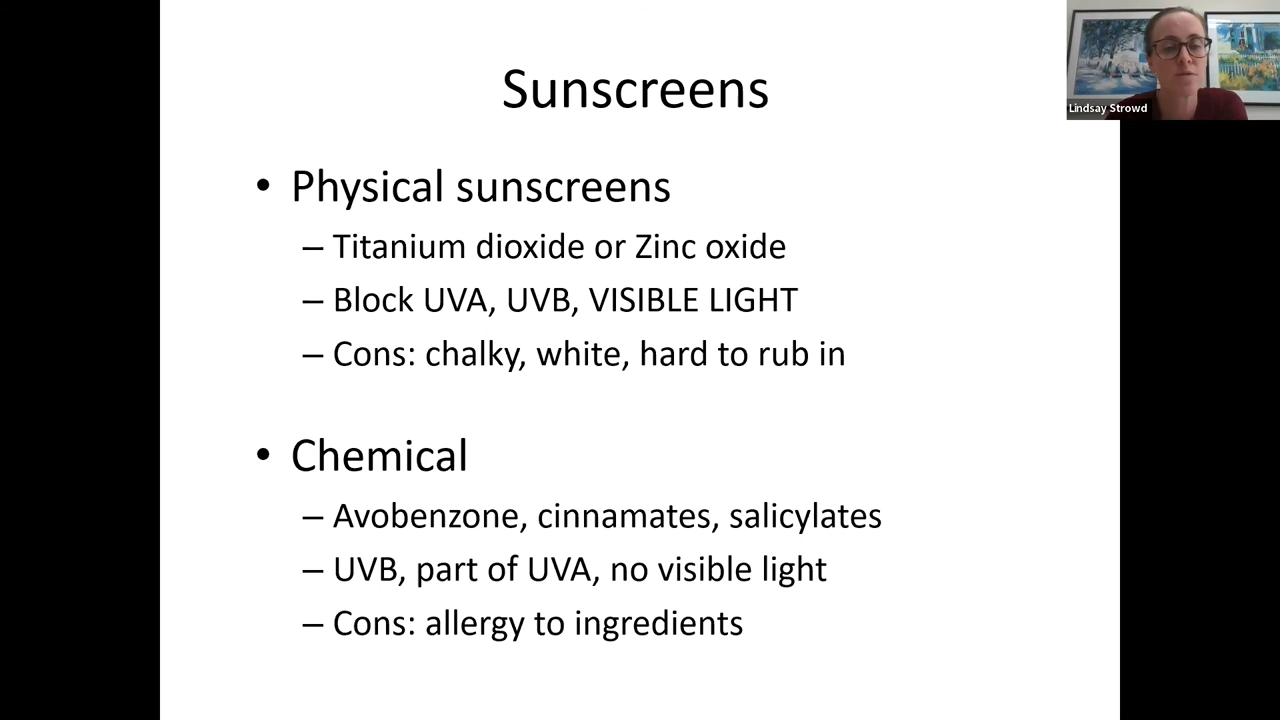 Sunscreens
Lindsay Strowd
• Physical sunscreens
– Titanium dioxide or Zinc oxide
– Block UVA, UVB, VISIBLE LIGHT
– Cons: chalky, white, hard to rub in
• Chemical
– Avobenzone, cinnamates, salicylates
– UVB, part of UVA, no visible light
– Cons: allergy to ingredients